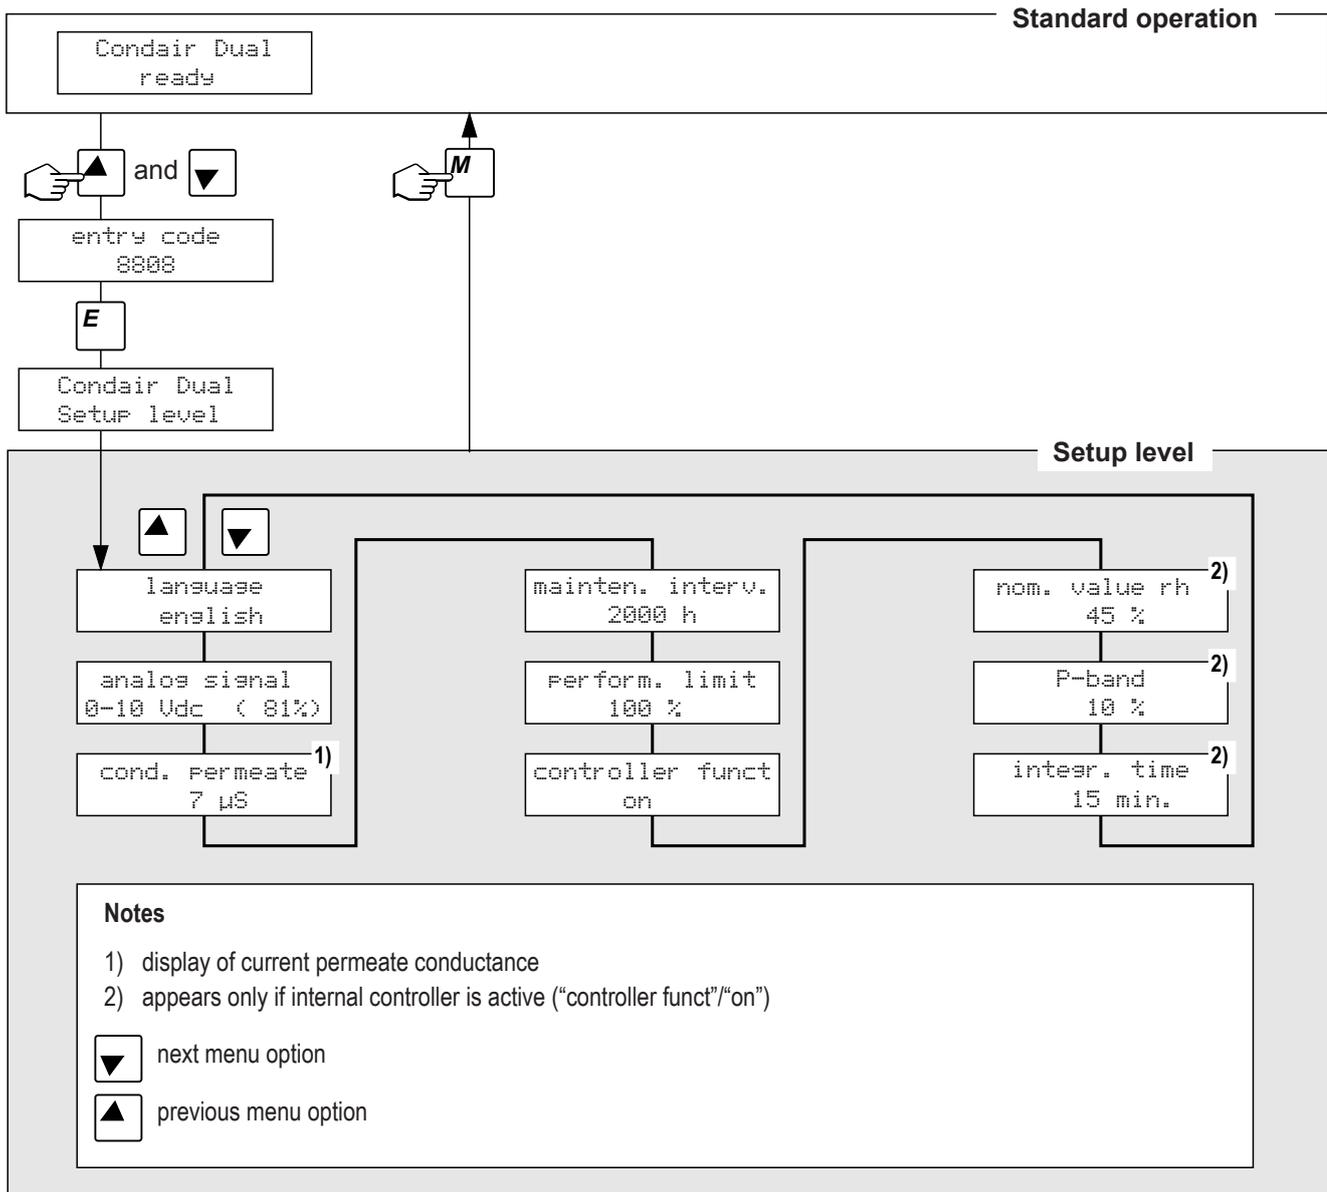 Standard operation
Condair Dual
ready
and
M
entry code
8808
E
Condair Dual
Setup level
Setup level
language
english
analog signal
0-10 Vdc ( 81%)
cond. permeate 1)
7 µS
mainten. interv.
2000 h
perform. limit
100 %
controller funct
on
nom. value rh 2)
45 %
P-band 2)
10 %
integr. time 2)
15 min.
Notes
1) display of current permeate conductance
2) appears only if internal controller is active (“controller funct”/“on”)
next menu option
previous menu option